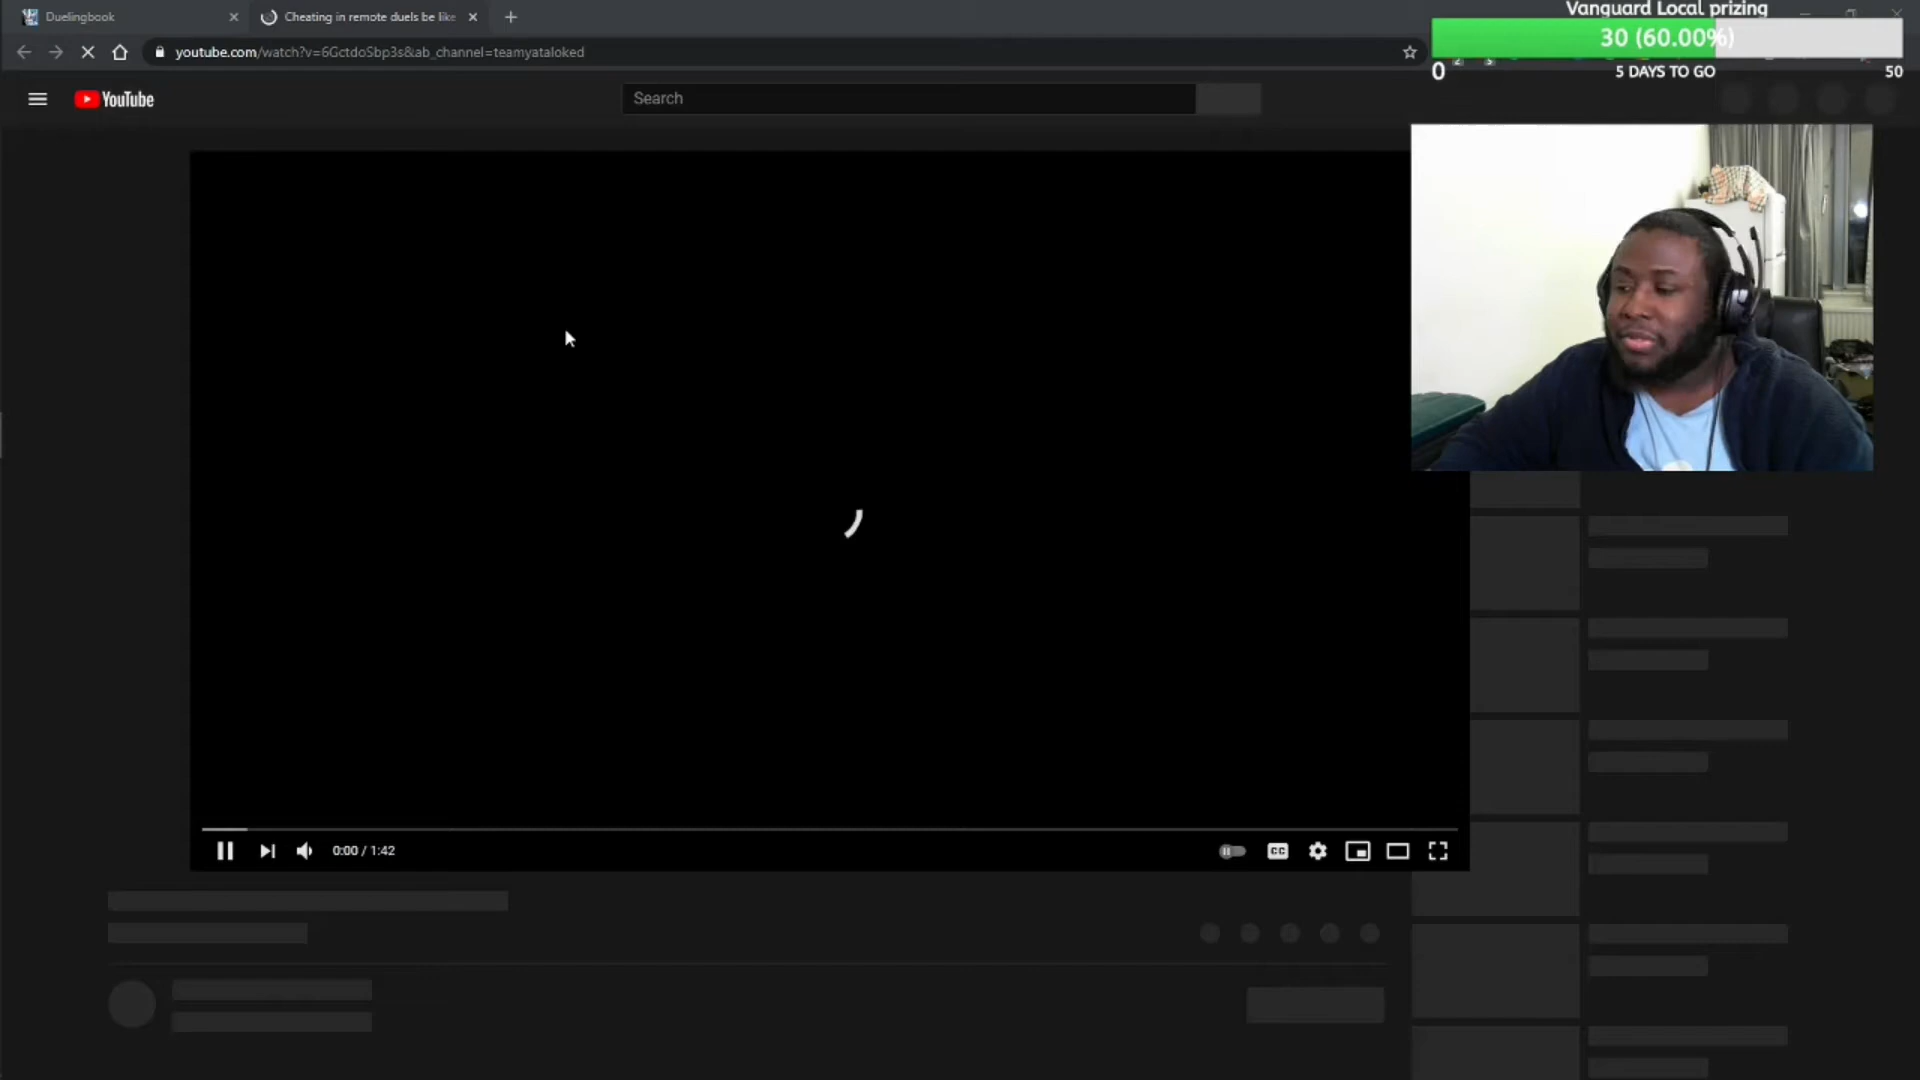 Duelingbook
Cheating in remote duels be like
Vanguard Local prizing
youtube.com/watch?v=6GctdoSbp3s&ab_channel=teamyataloked
30 (60.00%)
0
5 DAYS TO GO
50
YouTube
Search
0:00 / 1:42
CC